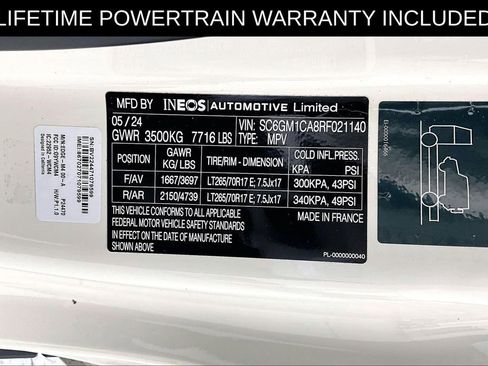 LIFETIME POWERTRAIN WARRANTY INCLUDED!
MFD BY INEOS AUTOMOTIVE Limited
05 / 24 VIN: SC6GM1CA8RF021140
GVWR 3500KG 7716 LBS TYPE: MPV
POSITION GAWR KG/ LBS TIRE/RIM - DIMENSION COLD INFL. PRESSURE KPA PSI
F/AV 1667/3697 LT265/70R17 E; 7.5Jx17 300KPA, 43PSI
R/AR 2150/4739 LT265/70R17 E; 7.5Jx17 340KPA, 49PSI
THIS VEHICLE CONFORMS TO ALL APPLICABLE
FEDERAL MOTOR VEHICLE SAFETY STANDARDS
IN EFFECT ON THE DATE OF MANUFACTURE
SHOWN ABOVE
PL-0000000040
Designed in California